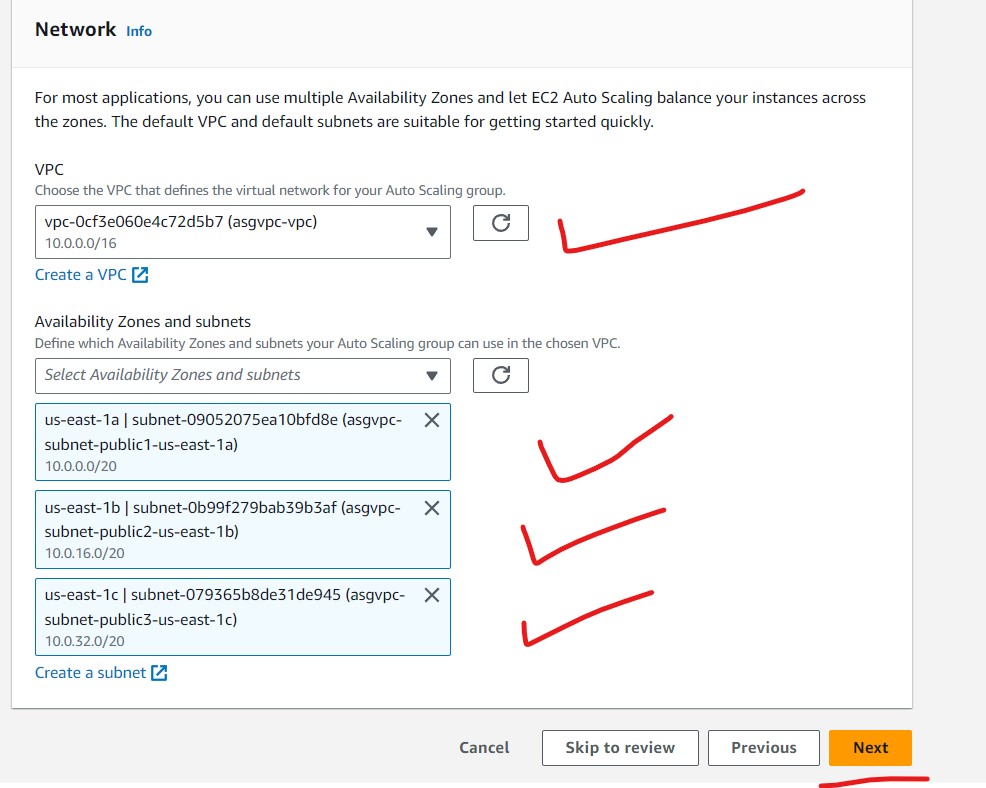 Network Info
For most applications, you can use multiple Availability Zones and let EC2 Auto Scaling balance your instances across
the zones. The default VPC and default subnets are suitable for getting started quickly.
VPC
Choose the VPC that defines the virtual network for your Auto Scaling group.
vpc-0cf3e060e4c72d5b7 (asgvpc-vpc)
10.0.0.0/16
Create a VPC
Availability Zones and subnets
Define which Availability Zones and subnets your Auto Scaling group can use in the chosen VPC.
Select Availability Zones and subnets
us-east-1a | subnet-09052075ea10bfd8e (asgvpc-
subnet-public1-us-east-1a)
10.0.0.0/20
us-east-1b | subnet-0b99f279bab39b3af (asgvpc-
subnet-public2-us-east-1b)
10.0.16.0/20
us-east-1c | subnet-079365b8de31de945 (asgvpc-
subnet-public3-us-east-1c)
10.0.32.0/20
Create a subnet
Cancel Skip to review Previous Next